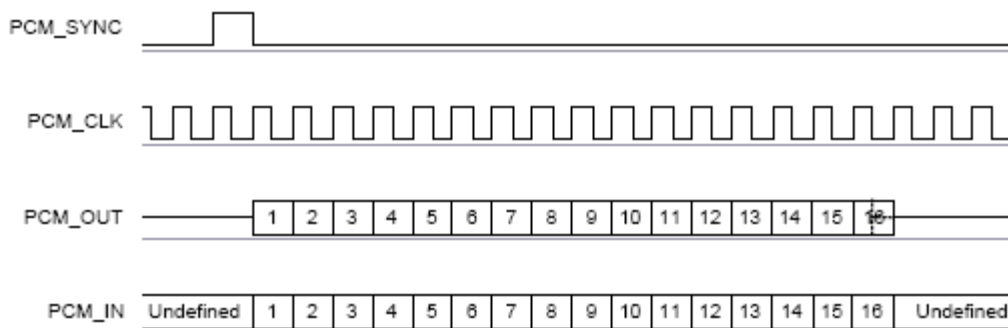 PCM_SYNC
PCM_CLK
PCM_OUT 1 2 3 4 5 6 7 8 9 10 11 12 13 14 15 16
PCM_IN Undefined 1 2 3 4 5 6 7 8 9 10 11 12 13 14 15 16 Undefined